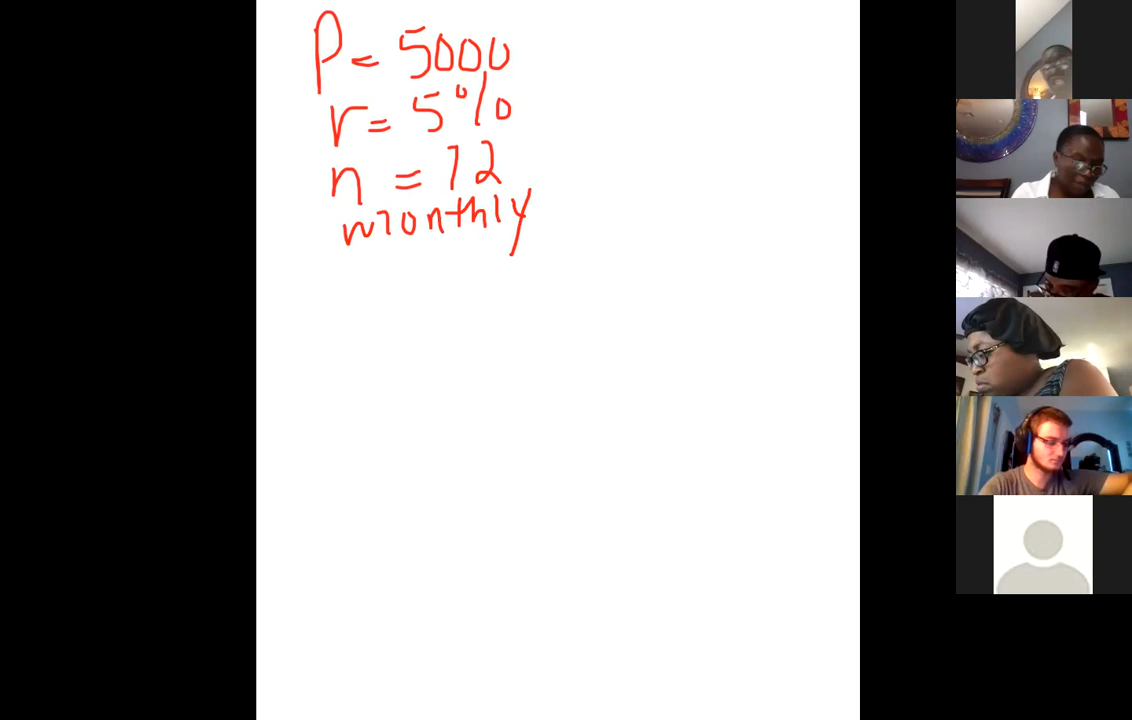 P = 5000
r = 5%
n = 12
monthly